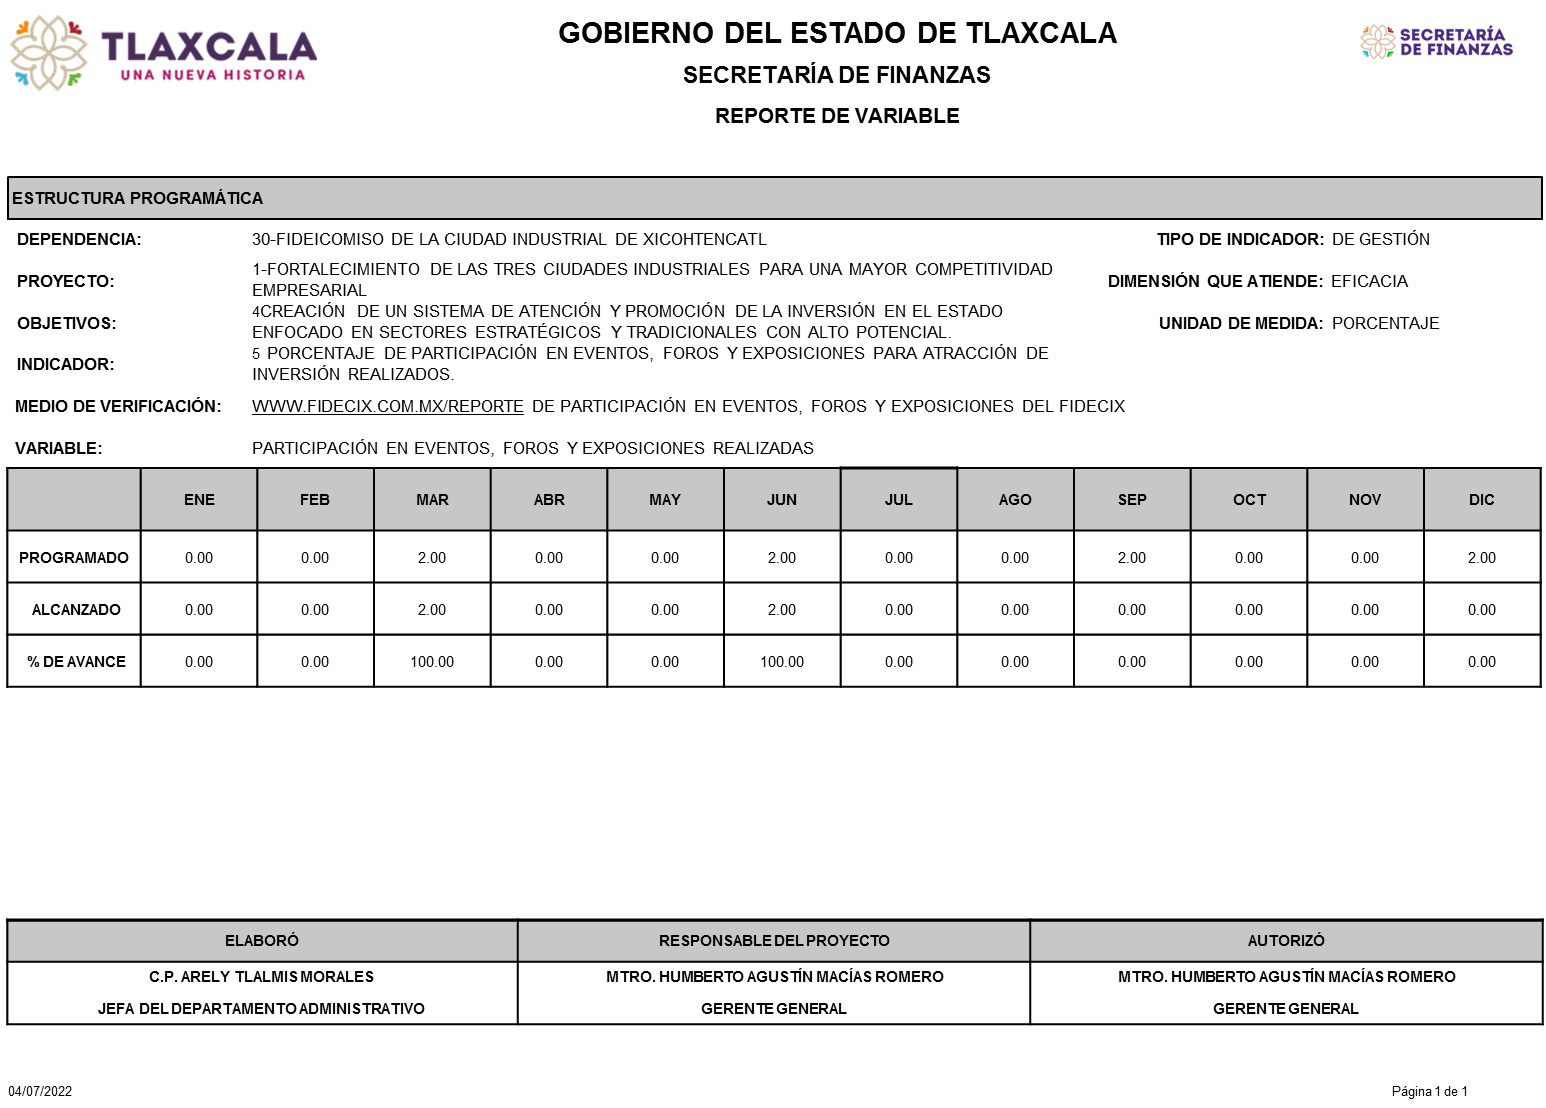 TLAXCALA
UNA NUEVA HISTORIA
GOBIERNO DEL ESTADO DE TLAXCALA
SECRETARÍA DE FINANZAS
REPORTE DE VARIABLE
SECRETARÍA
DE FINANZAS
ESTRUCTURA PROGRAMÁTICA
DEPENDENCIA: 30-FIDEICOMISO DE LA CIUDAD INDUSTRIAL DE XICOHTENCATL TIPO DE INDICADOR: DE GESTIÓN
PROYECTO: 1-FORTALECIMIENTO DE LAS TRES CIUDADES INDUSTRIALES PARA UNA MAYOR COMPETITIVIDAD
EMPRESARIAL
DIMENSIÓN QUE ATIENDE: EFICACIA
OBJETIVOS: 4CREACIÓN DE UN SISTEMA DE ATENCIÓN Y PROMOCIÓN DE LA INVERSIÓN EN EL ESTADO
ENFOCADO EN SECTORES ESTRATÉGICOS Y TRADICIONALES CON ALTO POTENCIAL.
UNIDAD DE MEDIDA: PORCENTAJE
INDICADOR: 5 PORCENTAJE DE PARTICIPACIÓN EN EVENTOS, FOROS Y EXPOSICIONES PARA ATRACCIÓN DE
INVERSIÓN REALIZADOS.
MEDIO DE VERIFICACIÓN: WWW.FIDECIX.COM.MX/REPORTE DE PARTICIPACIÓN EN EVENTOS, FOROS Y EXPOSICIONES DEL FIDECIX
VARIABLE: PARTICIPACIÓN EN EVENTOS, FOROS Y EXPOSICIONES REALIZADAS
ENE FEB MAR ABR MAY JUN JUL AGO SEP OCT NOV DIC
PROGRAMADO 0.00 0.00 2.00 0.00 0.00 2.00 0.00 0.00 2.00 0.00 0.00 2.00
ALCANZADO 0.00 0.00 2.00 0.00 0.00 2.00 0.00 0.00 0.00 0.00 0.00 0.00
% DE AVANCE 0.00 0.00 100.00 0.00 0.00 100.00 0.00 0.00 0.00 0.00 0.00 0.00
ELABORÓ RESPONSABLE DEL PROYECTO AUTORIZÓ
C.P. ARELY TLALMIS MORALES MTRO. HUMBERTO AGUSTÍN MACÍAS ROMERO MTRO. HUMBERTO AGUSTÍN MACÍAS ROMERO
JEFA DEL DEPARTAMENTO ADMINISTRATIVO GERENTE GENERAL GERENTE GENERAL
04/07/2022 Página 1 de 1